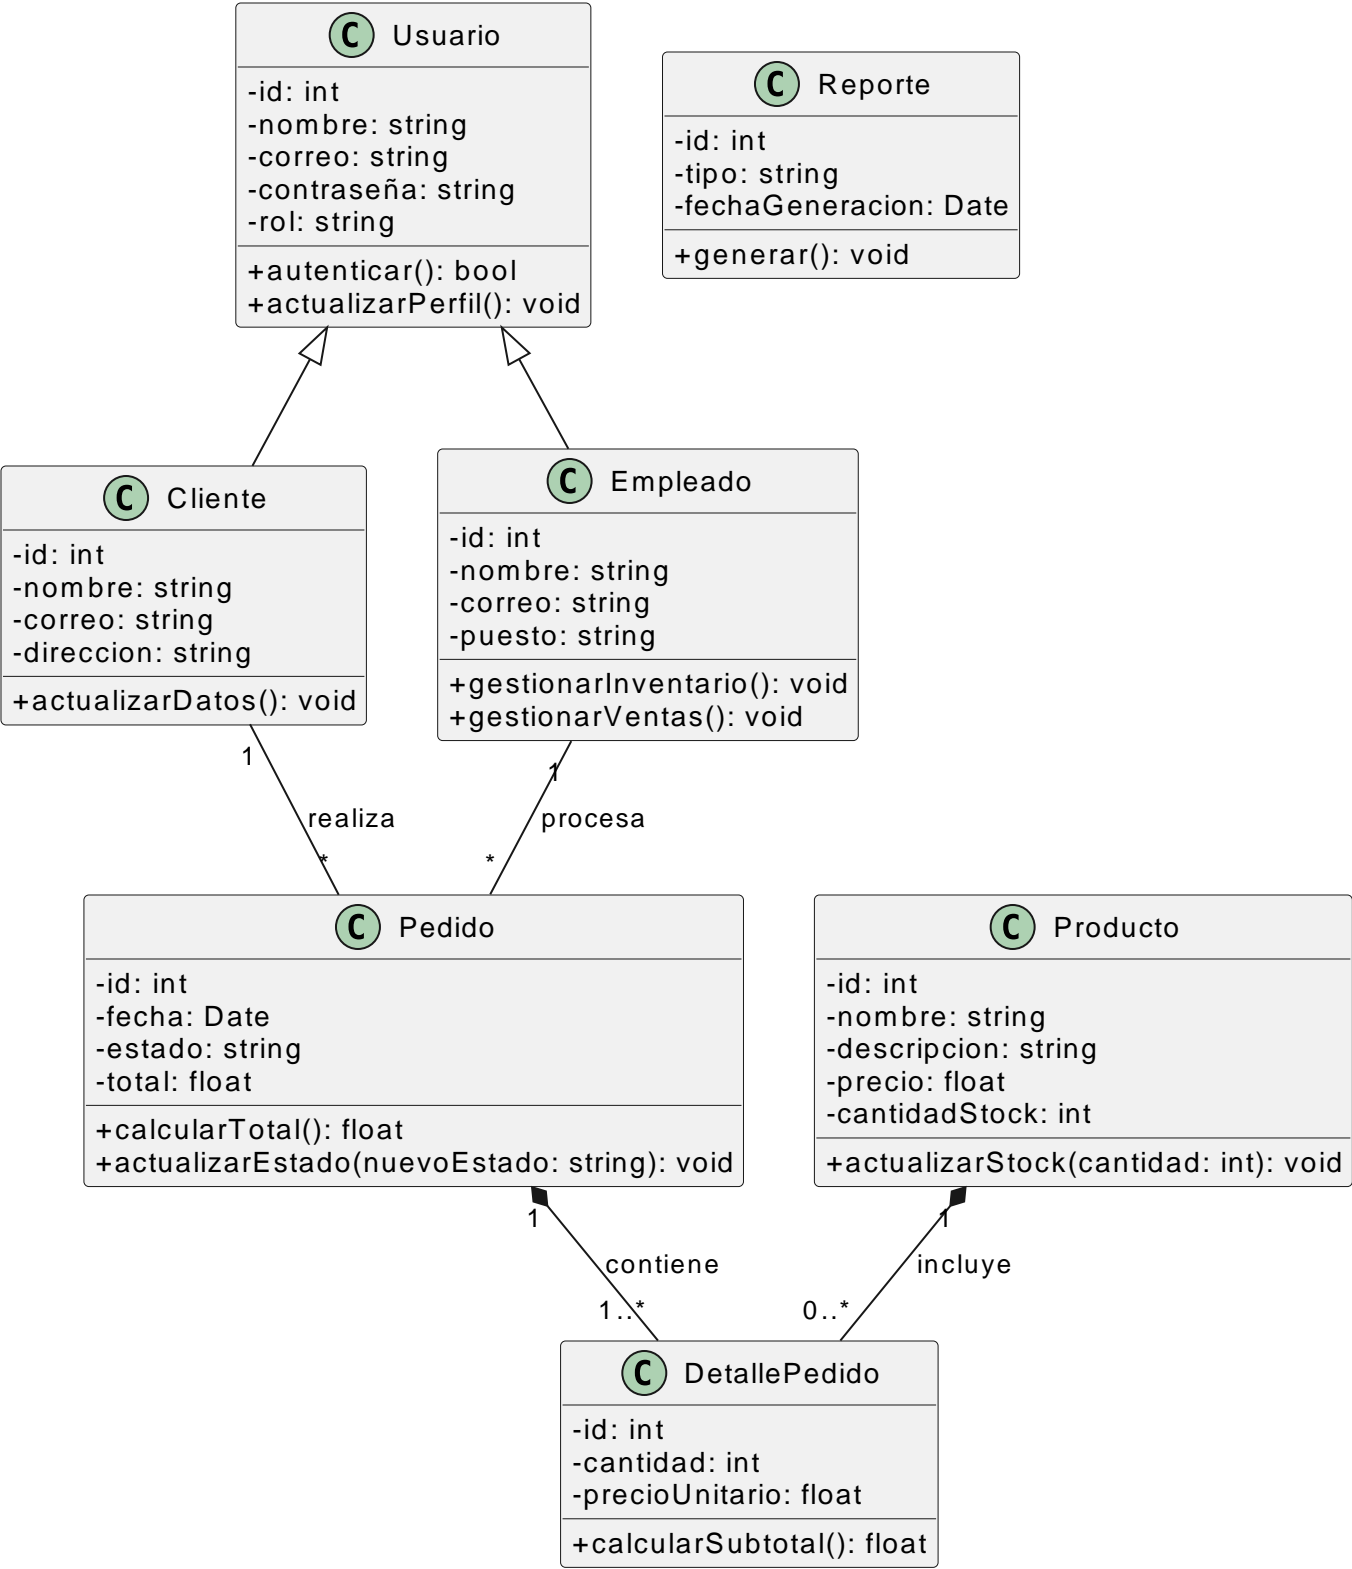 C Usuario
-id: int
-nombre: string
-correo: string
-contraseña: string
-rol: string
+autenticar(): bool
+actualizarPerfil(): void
C Reporte
-id: int
-tipo: string
-fechaGeneracion: Date
+generar(): void
C Cliente
-id: int
-nombre: string
-correo: string
-direccion: string
+actualizarDatos(): void
C Empleado
-id: int
-nombre: string
-correo: string
-puesto: string
+gestionarInventario(): void
+gestionarVentas(): void
1
realiza
*
1
procesa
*
C Pedido
-id: int
-fecha: Date
-estado: string
-total: float
+calcularTotal(): float
+actualizarEstado(nuevoEstado: string): void
C Producto
-id: int
-nombre: string
-descripcion: string
-precio: float
-cantidadStock: int
+actualizarStock(cantidad: int): void
1
contiene
1..*
1
incluye
0..*
C DetallePedido
-id: int
-cantidad: int
-precioUnitario: float
+calcularSubtotal(): float